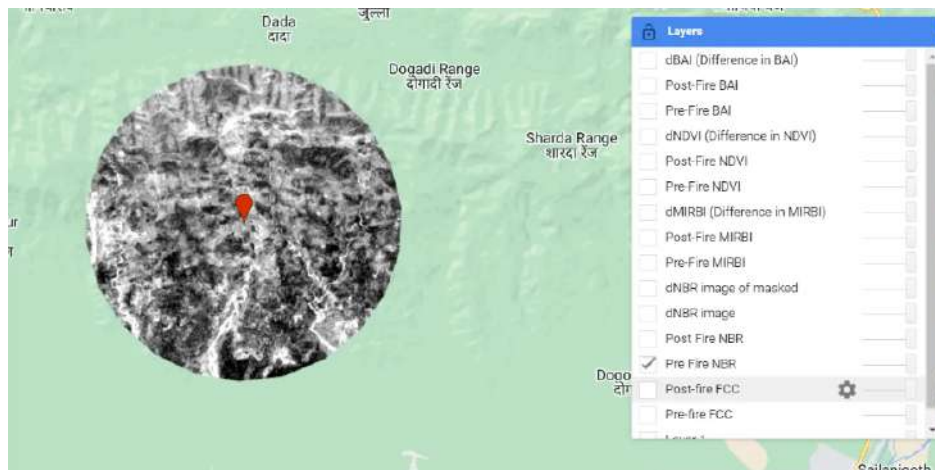 जुल्ला
Dada
दादा
Dogadi Range
दोगादी रेंज
Sharda Range
शारदा रेंज
ur
Dogo
Layers
dBAI (Difference in BAI)
Post-Fire BAI
Pre-Fire BAI
dNDVI (Difference in NDVI)
Post-Fire NDVI
Pre-Fire NDVI
dMIRBI (Difference in MIRBI)
Post-Fire MIRBI
Pre-Fire MIRBI
dNBR image of masked
dNBR image
Post Fire NBR
Pre Fire NBR
Post-fire FCC
Pre-fire FCC